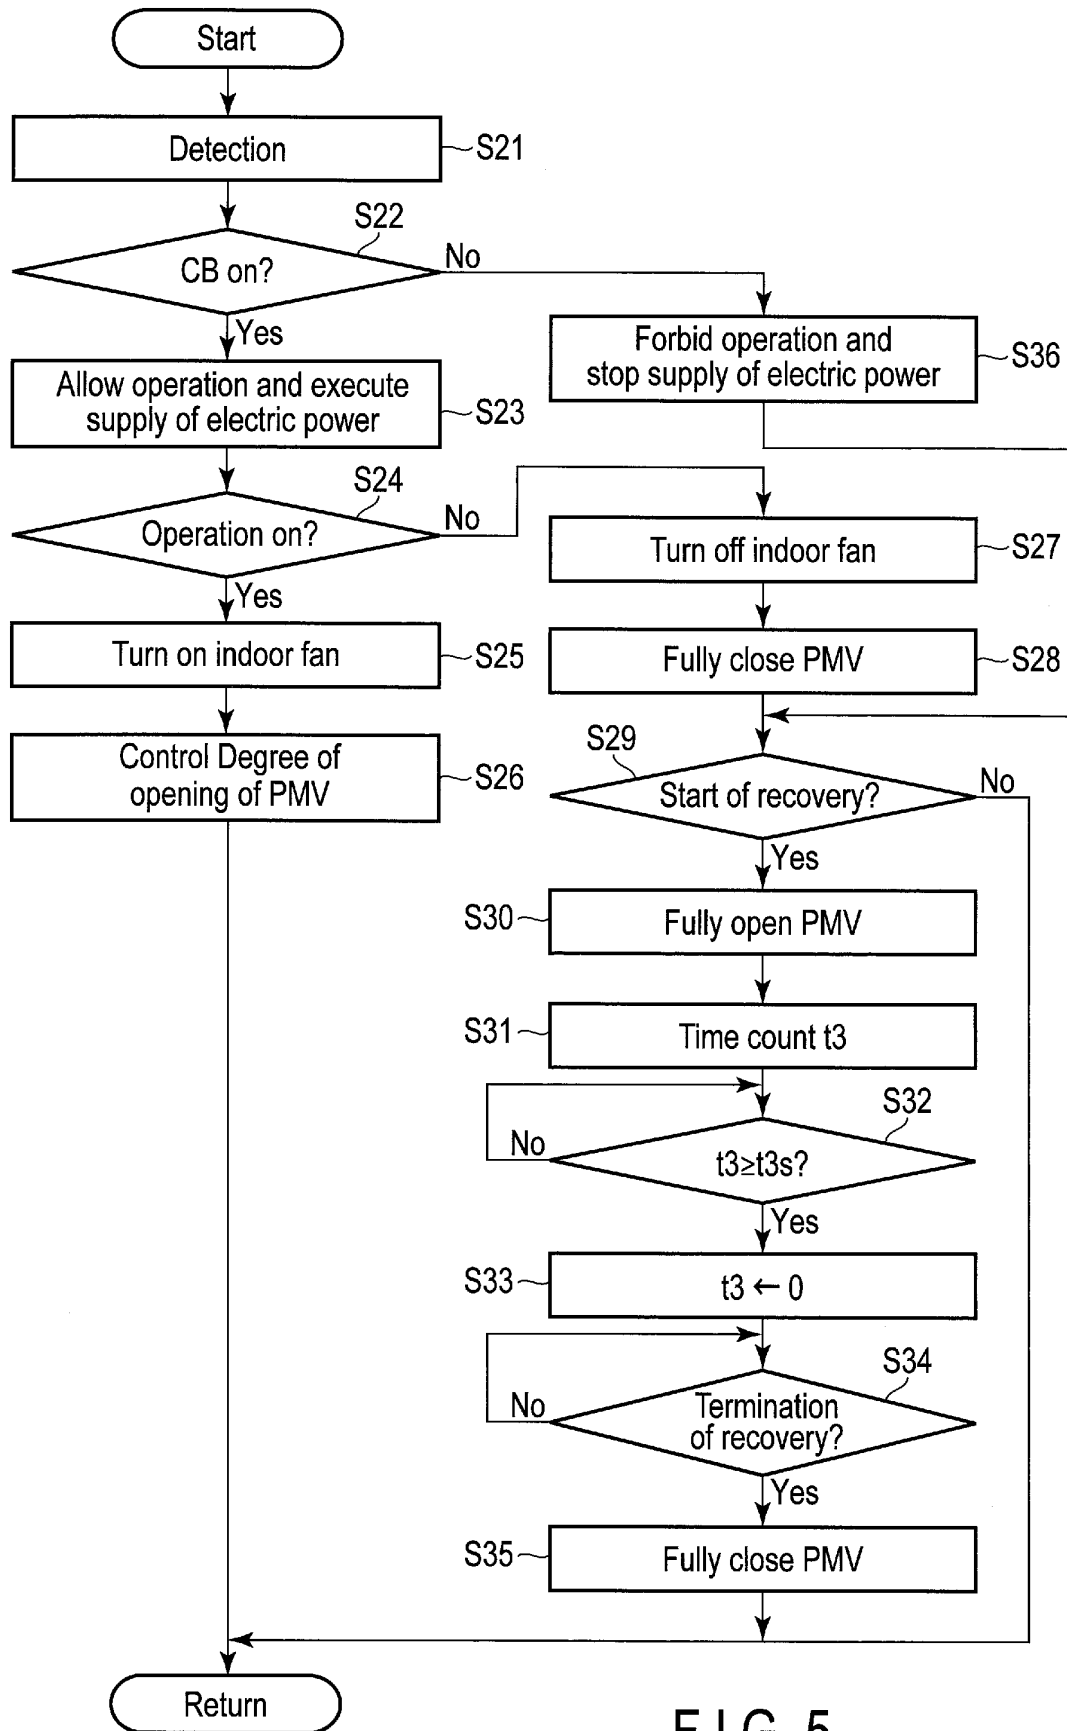 Start
Detection
S21
S22
CB on?
No
Yes
Forbid operation and
stop supply of electric power
S36
Allow operation and execute
supply of electric power
S23
S24
Operation on?
No
Yes
Turn off indoor fan
S27
Turn on indoor fan
S25
Fully close PMV
S28
Control Degree of
opening of PMV
S26
S29
Start of recovery?
No
Yes
S30
Fully open PMV
S31
Time count t3
S32
No
t3≥t3s?
Yes
S33
t3 ← 0
S34
No
Termination
of recovery?
Yes
S35
Fully close PMV
Return
FIG. 5